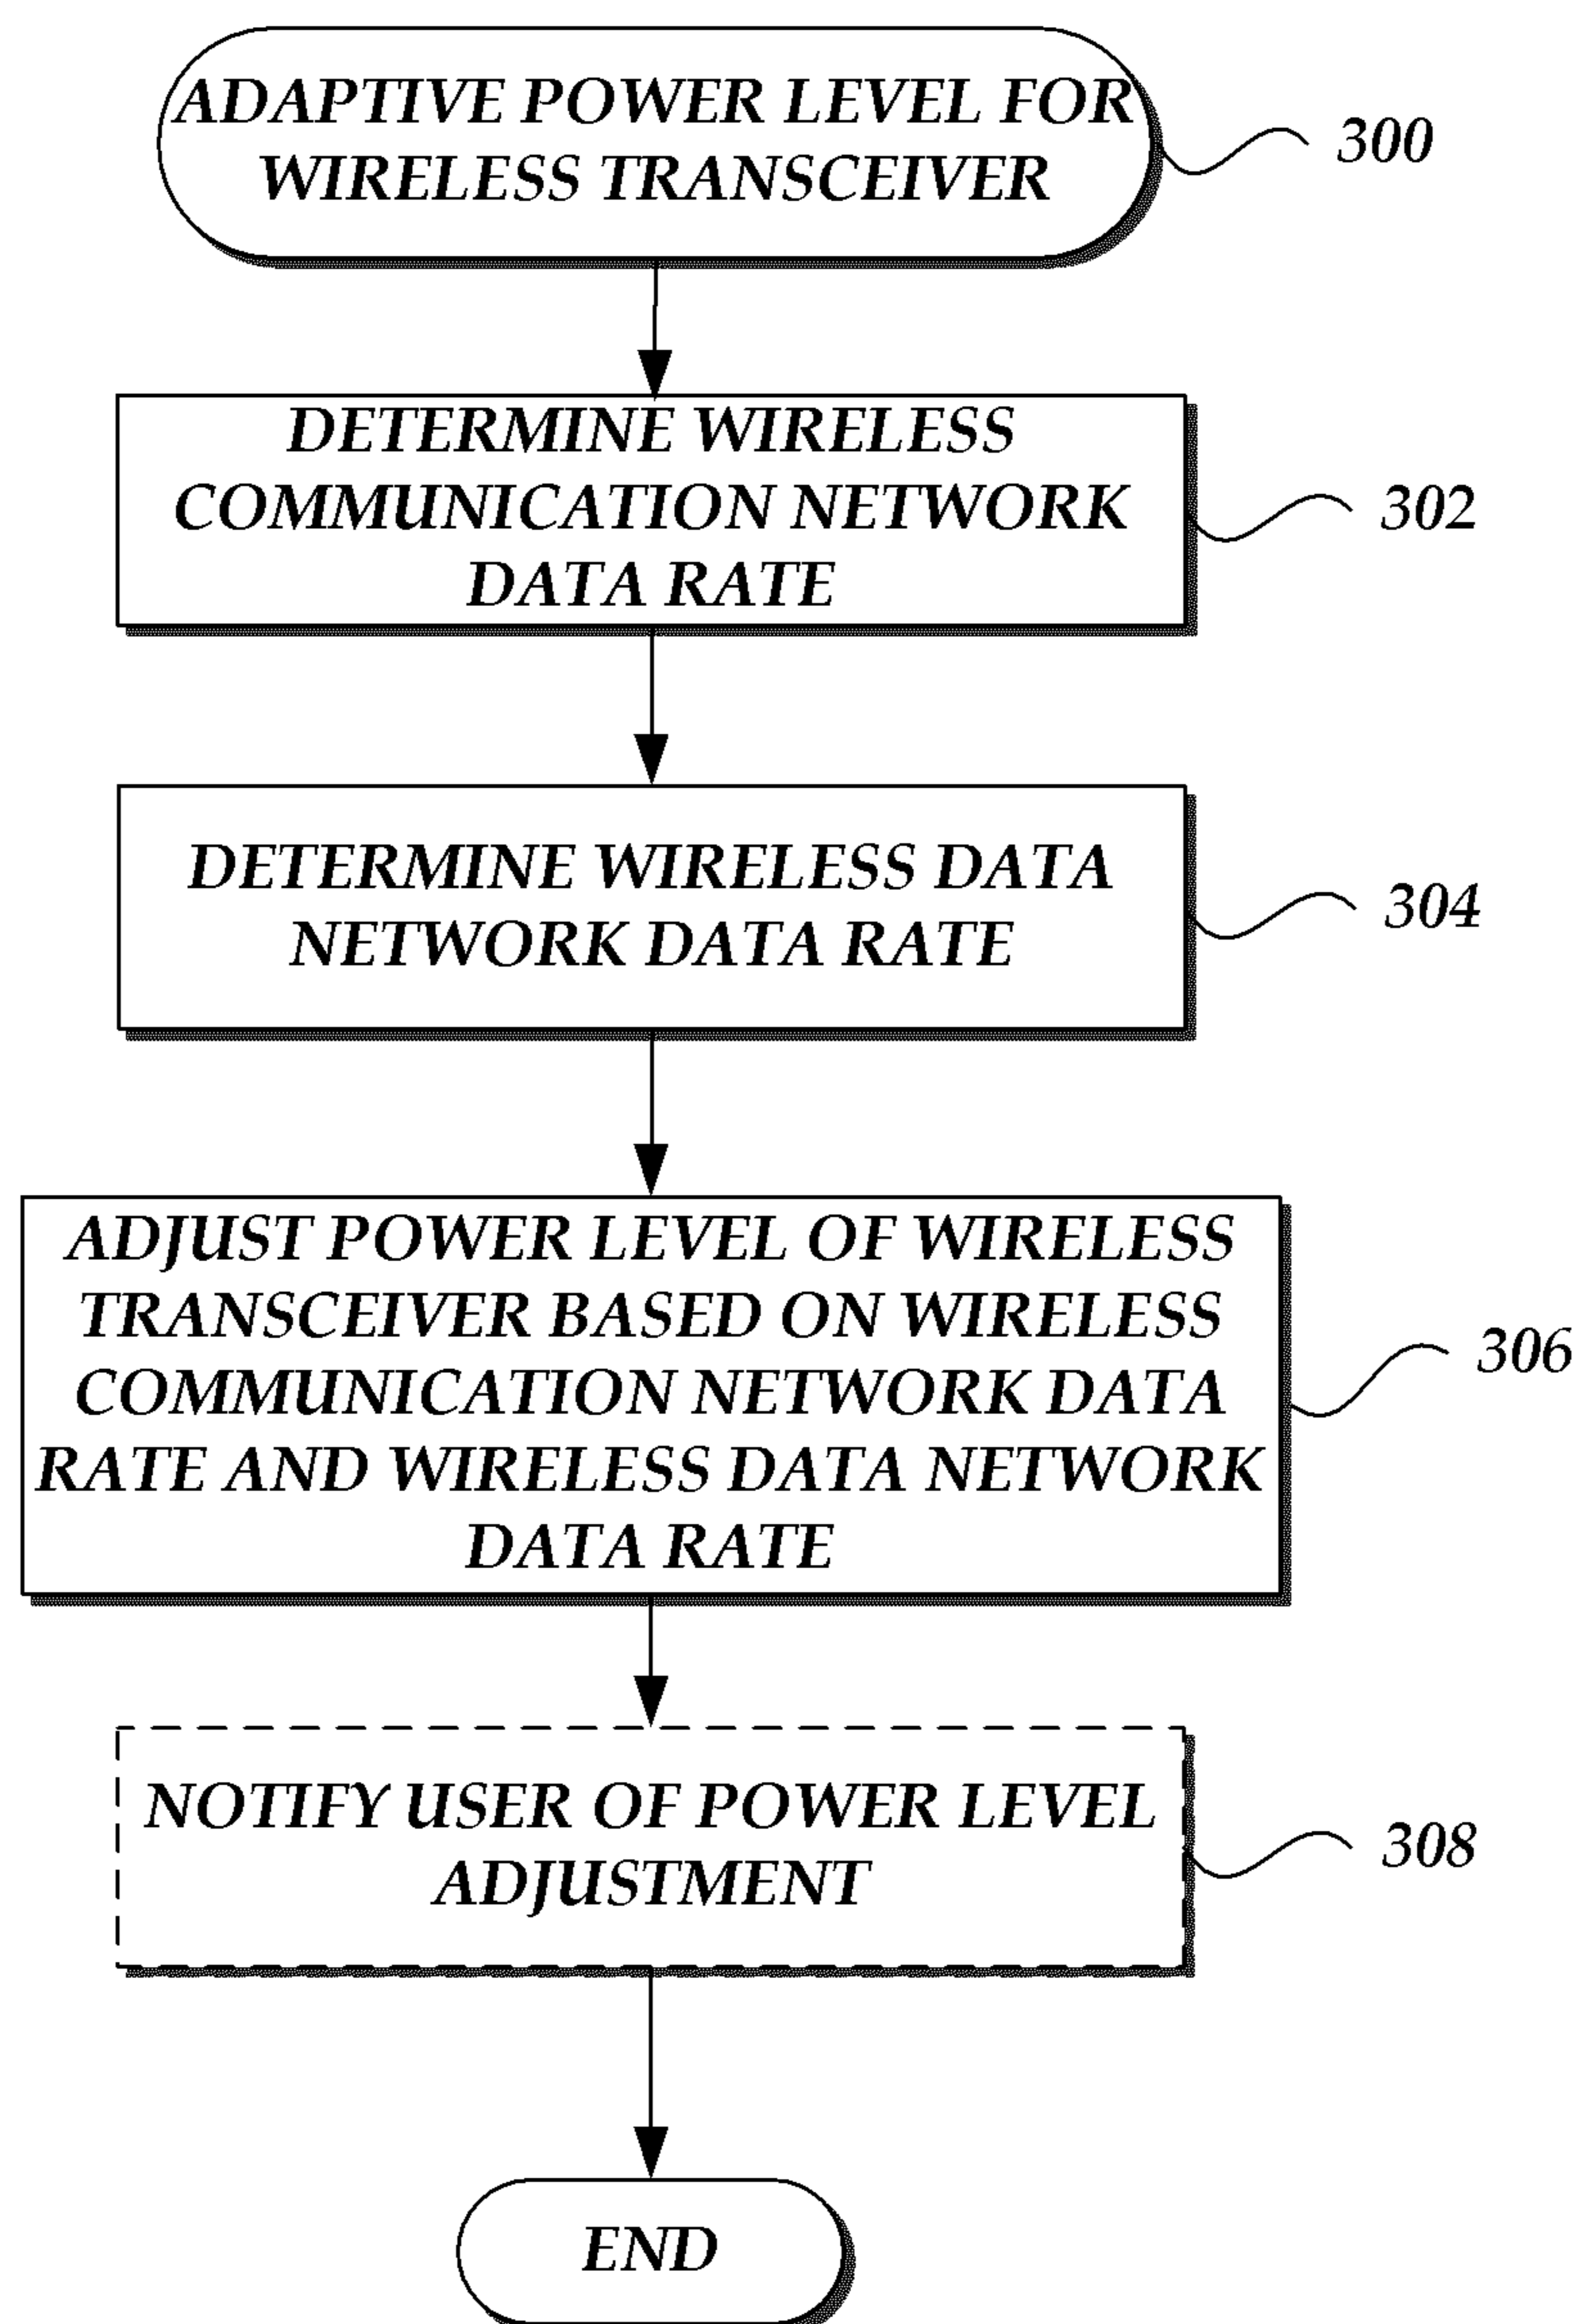 ADAPTIVE POWER LEVEL FOR
WIRELESS TRANSCEIVER
300
DETERMINE WIRELESS
COMMUNICATION NETWORK
DATA RATE
302
DETERMINE WIRELESS DATA
NETWORK DATA RATE
304
ADJUST POWER LEVEL OF WIRELESS
TRANSCEIVER BASED ON WIRELESS
COMMUNICATION NETWORK DATA
RATE AND WIRELESS DATA NETWORK
DATA RATE
306
NOTIFY USER OF POWER LEVEL
ADJUSTMENT
308
END